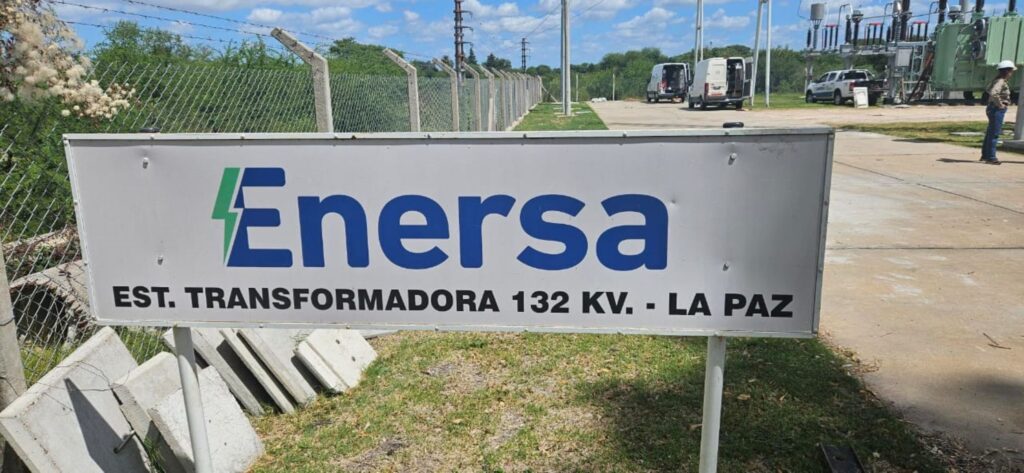 Enersa
EST. TRANSFORMADORA 132 KV. - LA PAZ